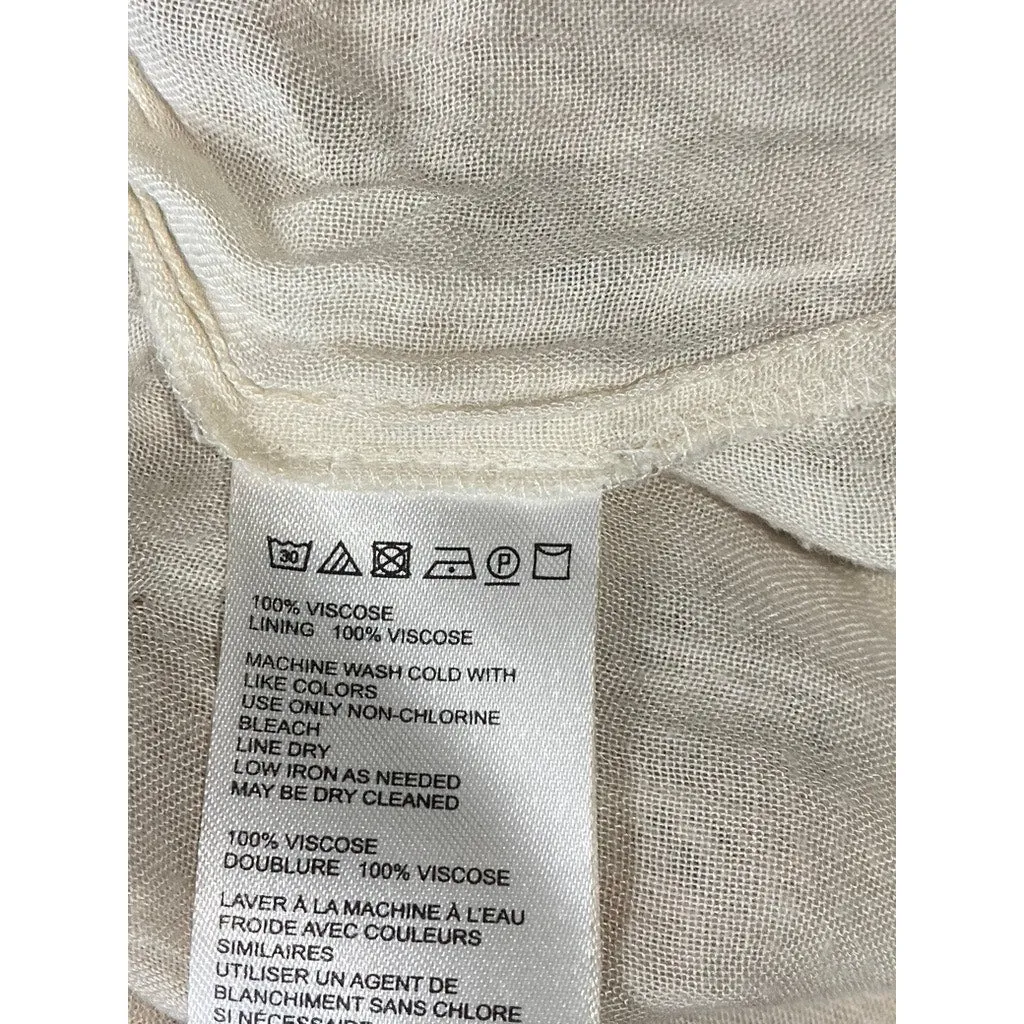 30 P
100% VISCOSE
LINING 100% VISCOSE
MACHINE WASH COLD WITH
LIKE COLORS
USE ONLY NON-CHLORINE
BLEACH
LINE DRY
LOW IRON AS NEEDED
MAY BE DRY CLEANED
100% VISCOSE
DOUBLURE 100% VISCOSE
LAVER À LA MACHINE À L'EAU
FROIDE AVEC COULEURS
SIMILAIRES
UTILISER UN AGENT DE
BLANCHIMENT SANS CHLORE
SI NÉCESSAIRE